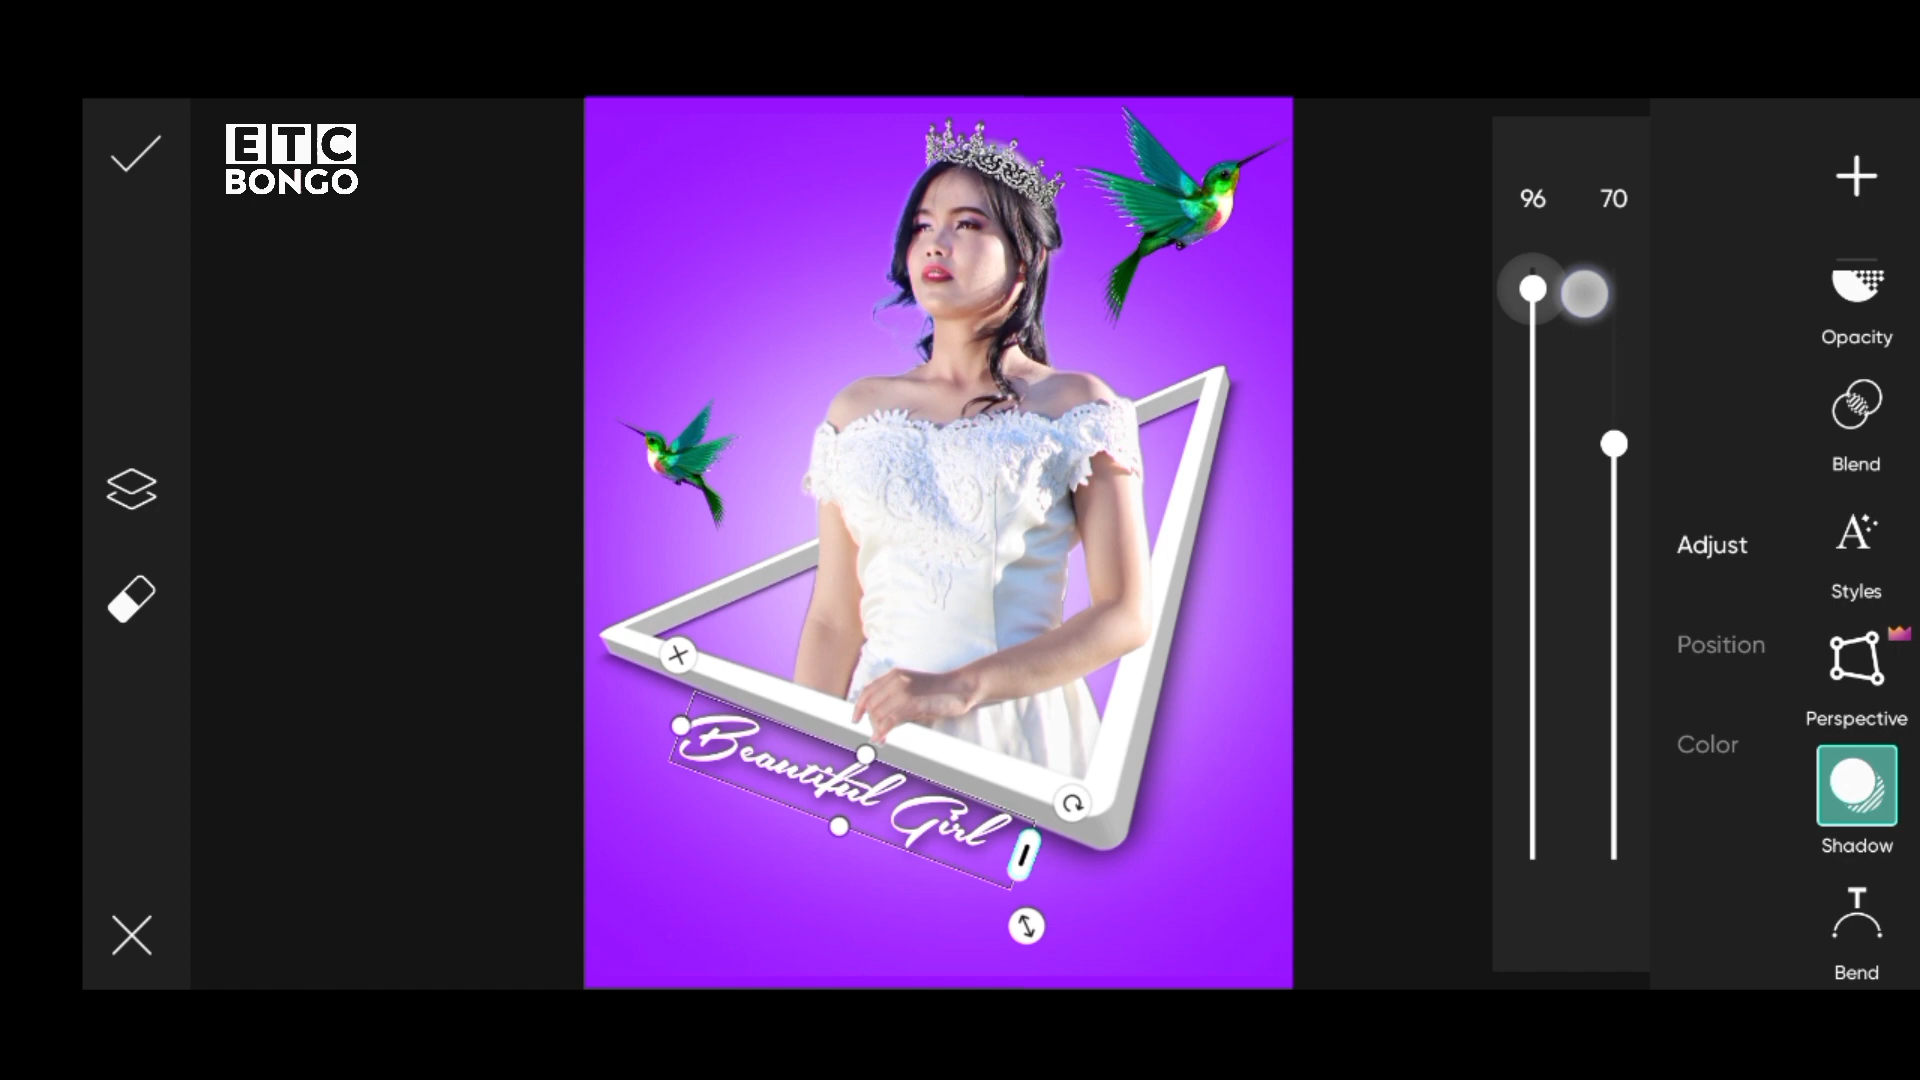 ETC
BONGO
96 70
Opacity
Blend
Adjust
Styles
Position
Perspective
Color
Shadow
T
Bend
Beautiful Girl